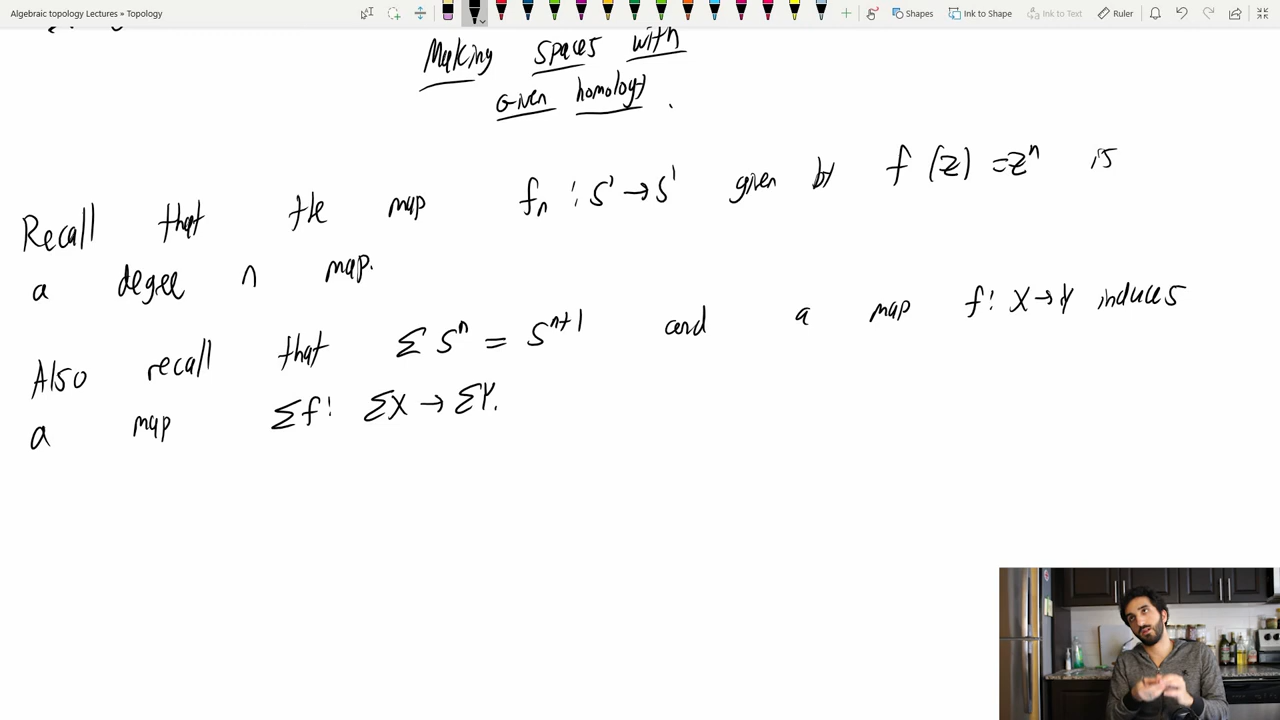 Algebraic topology Lectures » Topology
Shapes Ink to Shape Ink to Text Ruler
Making spaces with
Given homology.
Recall that the map fₙ : S¹ → S¹ given by f(z) = zⁿ is
a degee n map.
Also recall that Σ Sⁿ = Sⁿ⁺¹ and a map f: X → Y induces
a map Σf: ΣX → ΣY.